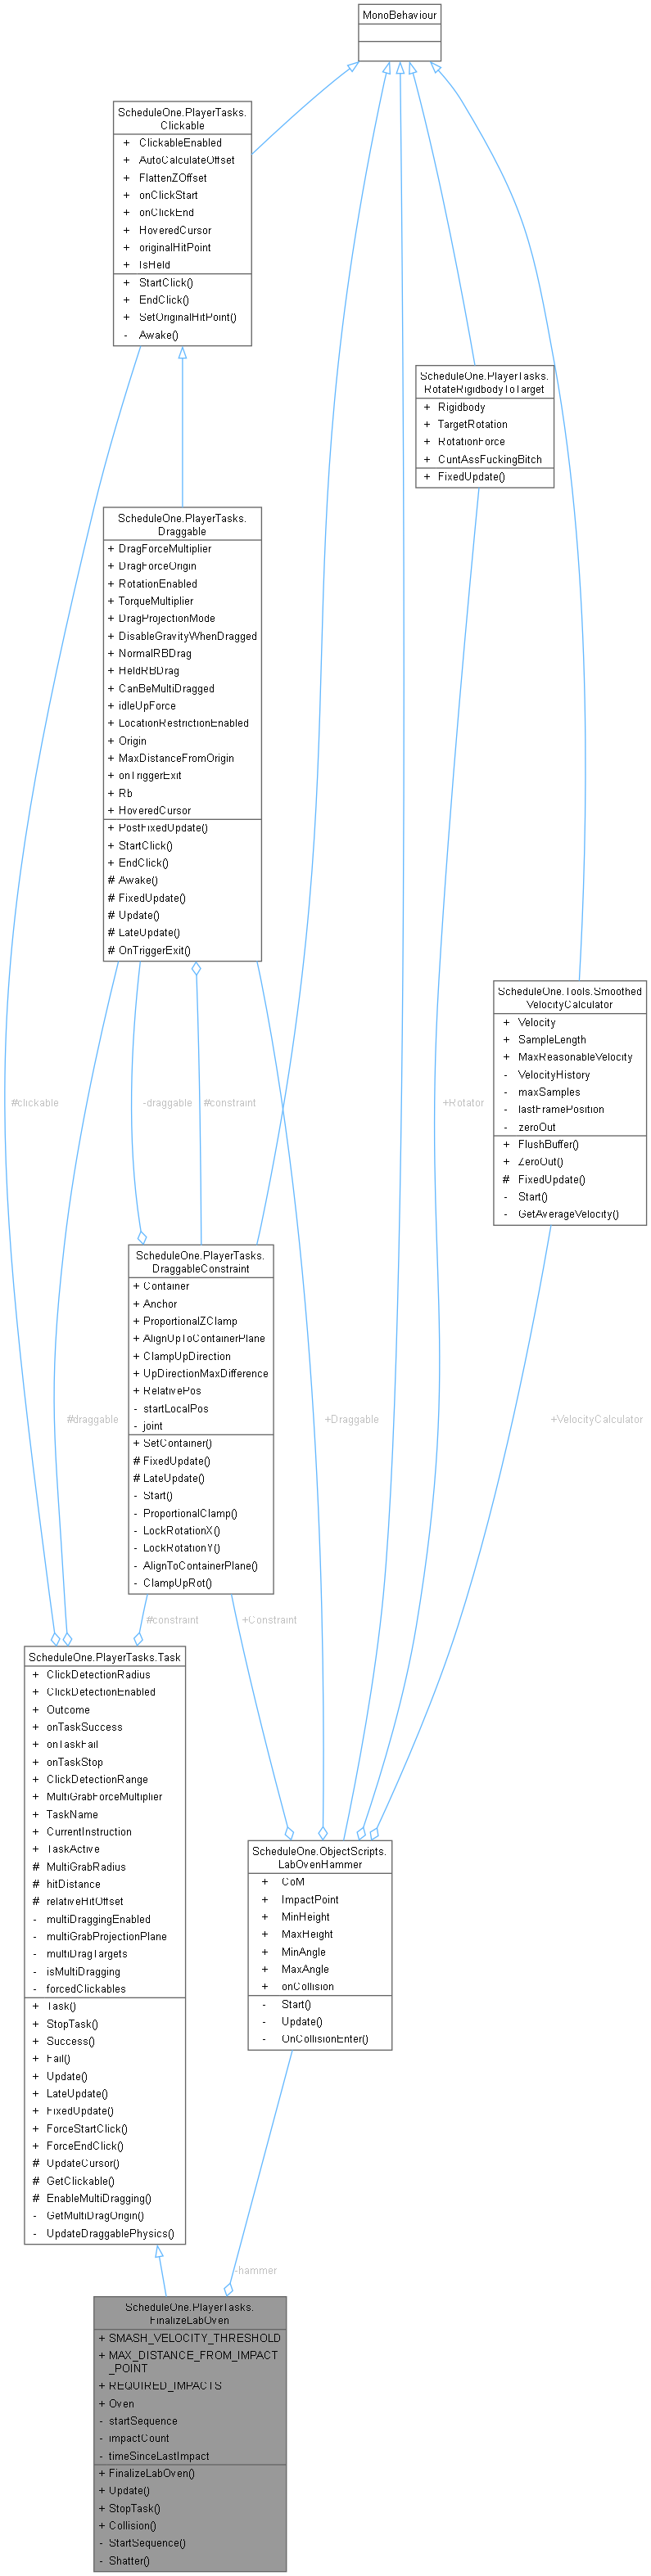 MonoBehaviour
ScheduleOne.PlayerTasks.
Clickable
+ ClickableEnabled
+ AutoCalculateOffset
+ FlattenZOffset
+ onClickStart
+ onClickEnd
+ HoveredCursor
+ originalHitPoint
+ IsHeld
+ StartClick()
+ EndClick()
+ SetOriginalHitPoint()
- Awake()
ScheduleOne.PlayerTasks.
RotateRigidbodyToTarget
+ Rigidbody
+ TargetRotation
+ RotationForce
+ CuntAssFuckingBitch
+ FixedUpdate()
ScheduleOne.PlayerTasks.
Draggable
+ DragForceMultiplier
+ DragForceOrigin
+ RotationEnabled
+ TorqueMultiplier
+ DragProjectionMode
+ DisableGravityWhenDragged
+ NormalRBDrag
+ HeldRBDrag
+ CanBeMultiDragged
+ idleUpForce
+ LocationRestrictionEnabled
+ Origin
+ MaxDistanceFromOrigin
+ onTriggerExit
+ Rb
+ HoveredCursor
+ PostFixedUpdate()
+ StartClick()
+ EndClick()
# Awake()
# FixedUpdate()
# Update()
# LateUpdate()
# OnTriggerExit()
ScheduleOne.Tools.Smoothed
VelocityCalculator
+ Velocity
+ SampleLength
+ MaxReasonableVelocity
- VelocityHistory
- maxSamples
- lastFramePosition
- zeroOut
+ FlushBuffer()
+ ZeroOut()
# FixedUpdate()
- Start()
- GetAverageVelocity()
#clickable
-draggable
#constraint
+Rotator
ScheduleOne.PlayerTasks.
DraggableConstraint
+ Container
+ Anchor
+ ProportionalZClamp
+ AlignUpToContainerPlane
+ ClampUpDirection
+ UpDirectionMaxDifference
+ RelativePos
- startLocalPos
- joint
+ SetContainer()
# FixedUpdate()
# LateUpdate()
- Start()
- ProportionalClamp()
- LockRotationX()
- LockRotationY()
- AlignToContainerPlane()
- ClampUpRot()
#draggable
+Draggable
+VelocityCalculator
#constraint
+Constraint
ScheduleOne.PlayerTasks.Task
+ ClickDetectionRadius
+ ClickDetectionEnabled
+ Outcome
+ onTaskSuccess
+ onTaskFail
+ onTaskStop
+ ClickDetectionRange
+ MultiGrabForceMultiplier
+ TaskName
+ CurrentInstruction
+ TaskActive
# MultiGrabRadius
# hitDistance
# relativeHitOffset
- multiDraggingEnabled
- multiGrabProjectionPlane
- multiDragTargets
- isMultiDragging
- forcedClickables
+ Task()
+ StopTask()
+ Success()
+ Fail()
+ Update()
+ LateUpdate()
+ FixedUpdate()
+ ForceStartClick()
+ ForceEndClick()
# UpdateCursor()
# GetClickable()
# EnableMultiDragging()
- GetMultiDragOrigin()
- UpdateDraggablePhysics()
ScheduleOne.ObjectScripts.
LabOvenHammer
+ CoM
+ ImpactPoint
+ MinHeight
+ MaxHeight
+ MinAngle
+ MaxAngle
+ onCollision
- Start()
- Update()
- OnCollisionEnter()
-hammer
ScheduleOne.PlayerTasks.
FinalizeLabOven
+ SMASH_VELOCITY_THRESHOLD
+ MAX_DISTANCE_FROM_IMPACT
_POINT
+ REQUIRED_IMPACTS
+ Oven
- startSequence
- impactCount
- timeSinceLastImpact
+ FinalizeLabOven()
+ Update()
+ StopTask()
+ Collision()
- StartSequence()
- Shatter()